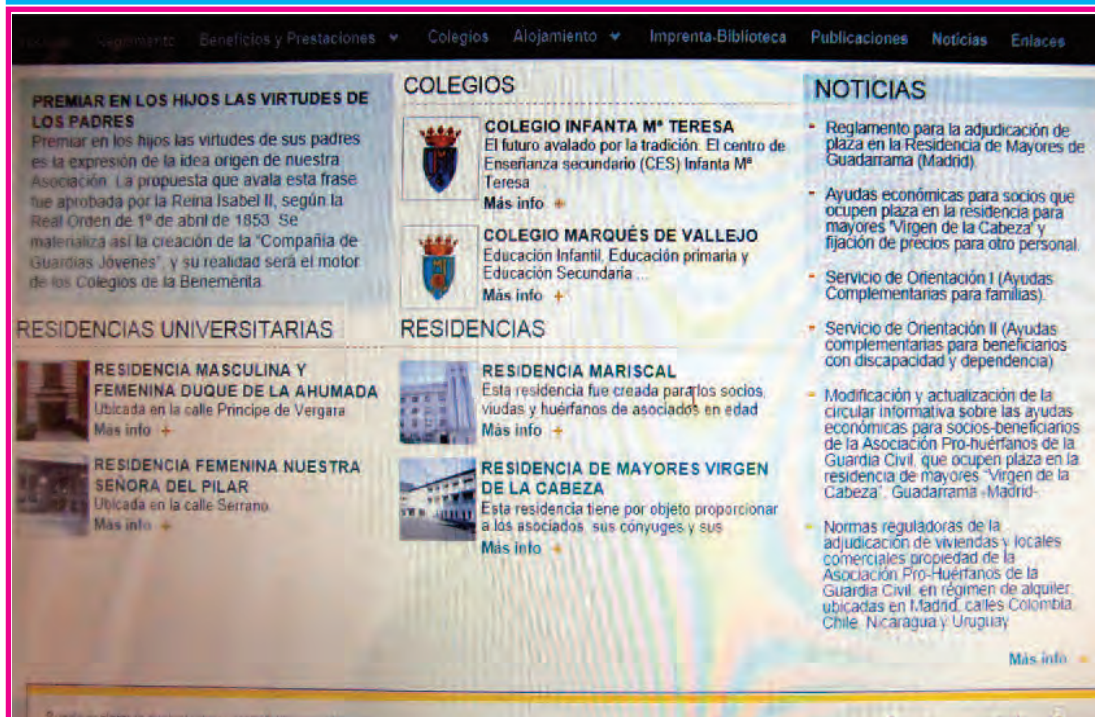 Reglamento Beneficios y Prestaciones Colegios Alojamiento Imprenta-Biblioteca Publicaciones Noticias Enlaces
PREMIAR EN LOS HIJOS LAS VIRTUDES DE
LOS PADRES
Premiar en los hijos las virtudes de sus padres
es la expresión de la idea origen de nuestra
Asociación. La propuesta que avala esta frase
fue aprobada por la Reina Isabel II, según la
Real Orden de 1º de abril de 1853. Se
materializa así la creación de la "Compañía de
Guardias Jóvenes", y su realidad será el motor
de los Colegios de la Benemérita.
COLEGIOS
COLEGIO INFANTA Mª TERESA
El futuro avalado por la tradición. El centro de
Enseñanza secundario (CES) Infanta Mª
Teresa
Más info +
COLEGIO MARQUÉS DE VALLEJO
Educación Infantil, Educación primaria y
Educación Secundaria ...
Más info +
RESIDENCIAS UNIVERSITARIAS
RESIDENCIA MASCULINA Y
FEMENINA DUQUE DE LA AHUMADA
Ubicada en la calle Principe de Vergara
Más info +
RESIDENCIA FEMENINA NUESTRA
SEÑORA DEL PILAR
Ubicada en la calle Serrano
Más info +
RESIDENCIAS
RESIDENCIA MARISCAL
Esta residencia fue creada para los socios,
viudas y huérfanos de asociados en edad
Más info +
RESIDENCIA DE MAYORES VIRGEN
DE LA CABEZA
Esta residencia tiene por objeto proporcionar
a los asociados, sus cónyuges y sus
Más info +
NOTICIAS
- Reglamento para la adjudicación de
plaza en la Residencia de Mayores de
Guadarrama (Madrid).
- Ayudas económicas para socios que
ocupen plaza en la residencia para
mayores "Virgen de la Cabeza" y
fijación de precios para otro personal.
- Servicio de Orientación I (Ayudas
Complementarias para familias).
- Servicio de Orientación II (Ayudas
complementarias para beneficiarios
con discapacidad y dependencia)
- Modificación y actualización de la
circular informativa sobre las ayudas
económicas para socios-beneficiarios
de la Asociación Pro-huérfanos de la
Guardia Civil, que ocupen plaza en la
residencia de mayores "Virgen de la
Cabeza", Guadarrama -Madrid-
- Normas reguladoras de la
adjudicación de viviendas y locales
comerciales propiedad de la
Asociación Pro-Huérfanos de la
Guardia Civil, en régimen de alquiler,
ubicadas en Madrid, calles Colombia,
Chile, Nicaragua y Uruguay
Más info +